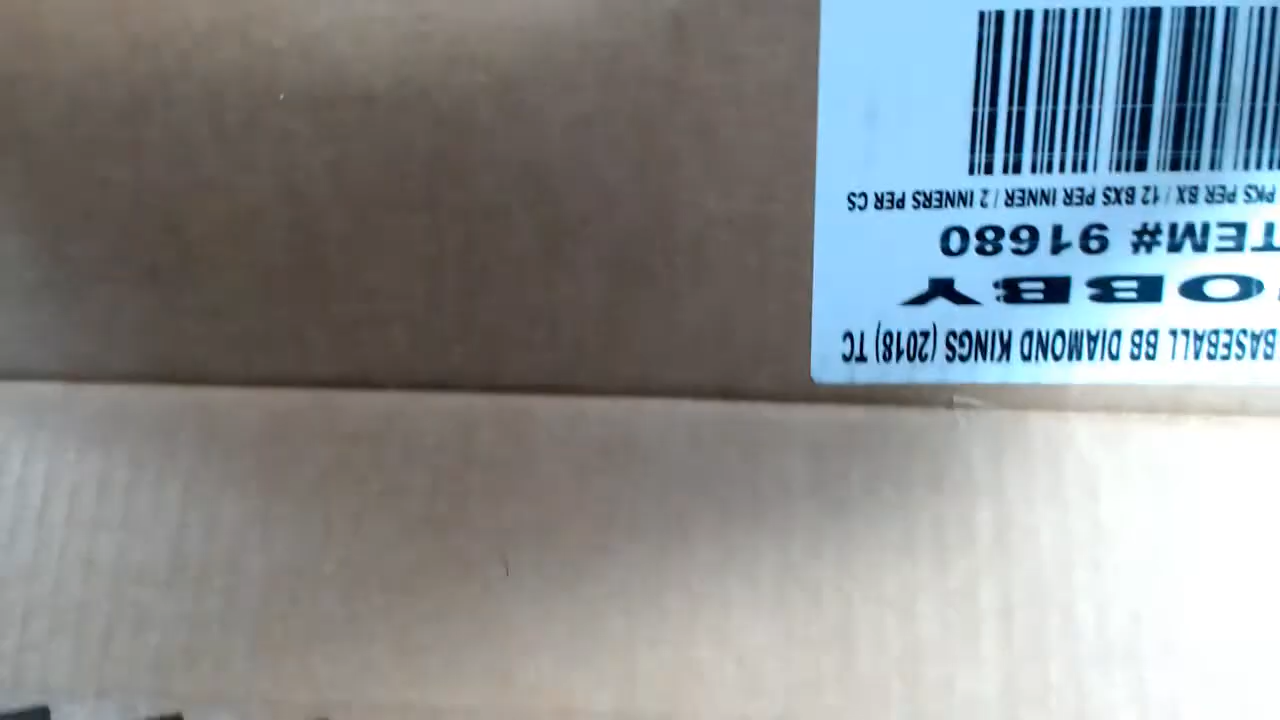 BASEBALL BB DIAMOND KINGS (2018) TC
OBBY
TEM# 91680
PKS PER BX / 12 BXS PER INNER / 2 INNERS PER CS